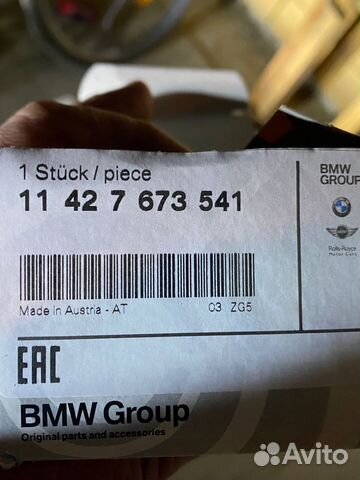 1 Stück / piece
11 42 7 673 541
BMW
GROUP
Rolls-Royce
Motor Cars
Made in Austria - AT 03 ZG5
EAC
BMW Group
Original parts and accessories
Avito